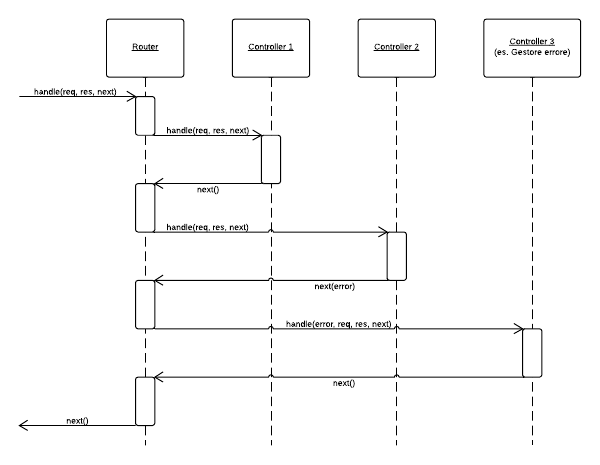 Router
Controller 1
Controller 2
Controller 3
(es. Gestore errore)
handle(req, res, next)
handle(req, res, next)
next()
handle(req, res, next)
next(error)
handle(error, req, res, next)
next()
next()